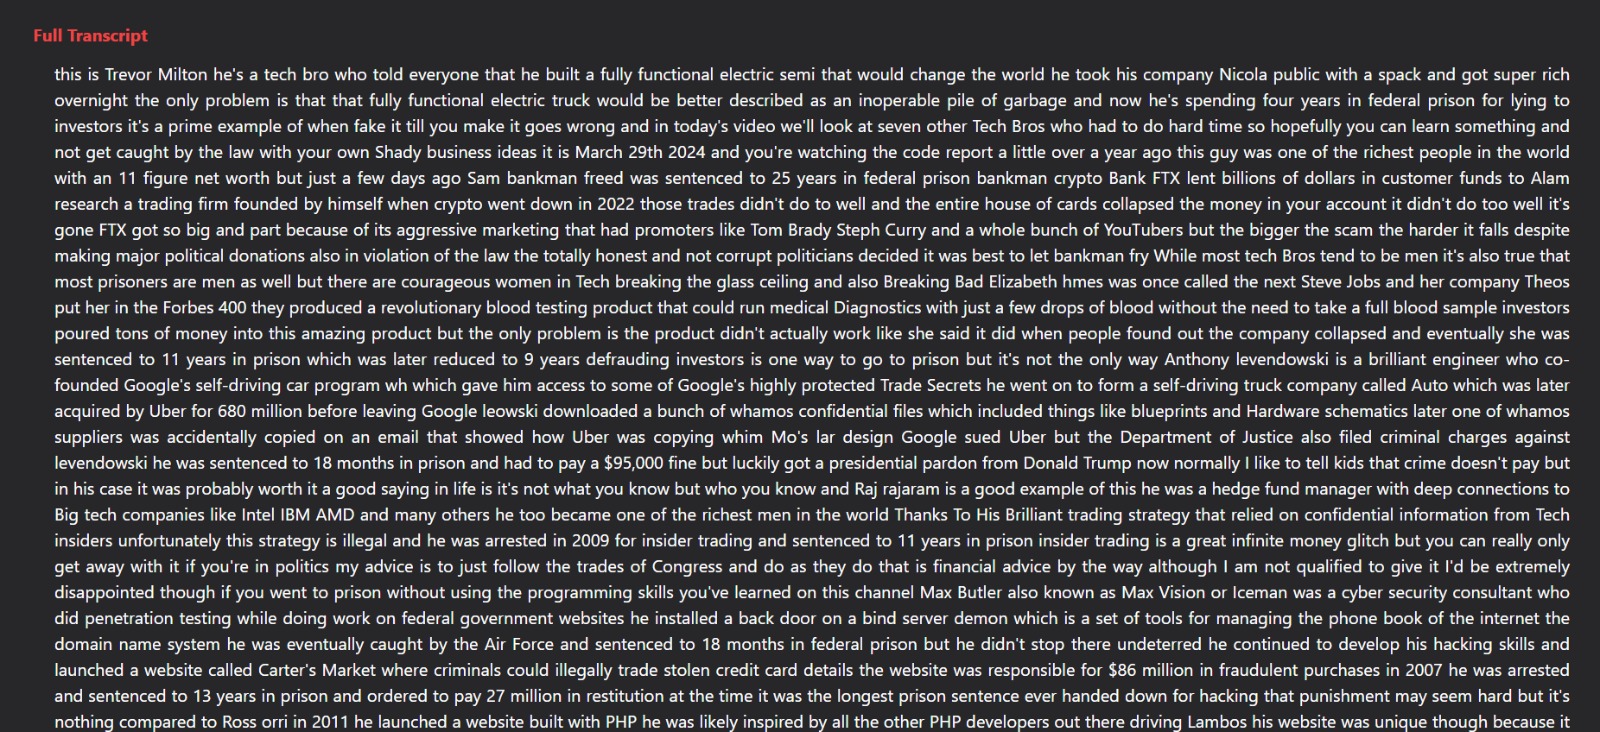 Full Transcript
this is Trevor Milton he's a tech bro who told everyone that he built a fully functional electric semi that would change the world he took his company Nicola public with a spack and got super rich
overnight the only problem is that that fully functional electric truck would be better described as an inoperable pile of garbage and now he's spending four years in federal prison for lying to
investors it's a prime example of when fake it till you make it goes wrong and in today's video we'll look at seven other Tech Bros who had to do hard time so hopefully you can learn something and
not get caught by the law with your own Shady business ideas it is March 29th 2024 and you're watching the code report a little over a year ago this guy was one of the richest people in the world
with an 11 figure net worth but just a few days ago Sam bankman freed was sentenced to 25 years in federal prison bankman crypto Bank FTX lent billions of dollars in customer funds to Alam
research a trading firm founded by himself when crypto went down in 2022 those trades didn't do to well and the entire house of cards collapsed the money in your account it didn't do too well it's
gone FTX got so big and part because of its aggressive marketing that had promoters like Tom Brady Steph Curry and a whole bunch of YouTubers but the bigger the scam the harder it falls despite
making major political donations also in violation of the law the totally honest and not corrupt politicians decided it was best to let bankman fry While most tech Bros tend to be men it's also true that
most prisoners are men as well but there are courageous women in Tech breaking the glass ceiling and also Breaking Bad Elizabeth hmes was once called the next Steve Jobs and her company Theos
put her in the Forbes 400 they produced a revolutionary blood testing product that could run medical Diagnostics with just a few drops of blood without the need to take a full blood sample investors
poured tons of money into this amazing product but the only problem is the product didn't actually work like she said it did when people found out the company collapsed and eventually she was
sentenced to 11 years in prison which was later reduced to 9 years defrauding investors is one way to go to prison but it's not the only way Anthony levendowski is a brilliant engineer who co-
founded Google's self-driving car program wh which gave him access to some of Google's highly protected Trade Secrets he went on to form a self-driving truck company called Auto which was later
acquired by Uber for 680 million before leaving Google leowski downloaded a bunch of whamos confidential files which included things like blueprints and Hardware schematics later one of whamos
suppliers was accidentally copied on an email that showed how Uber was copying whim Mo's lar design Google sued Uber but the Department of Justice also filed criminal charges against
levendowski he was sentenced to 18 months in prison and had to pay a $95,000 fine but luckily got a presidential pardon from Donald Trump now normally I like to tell kids that crime doesn't pay but
in his case it was probably worth it a good saying in life is it's not what you know but who you know and Raj rajaram is a good example of this he was a hedge fund manager with deep connections to
Big tech companies like Intel IBM AMD and many others he too became one of the richest men in the world Thanks To His Brilliant trading strategy that relied on confidential information from Tech
insiders unfortunately this strategy is illegal and he was arrested in 2009 for insider trading and sentenced to 11 years in prison insider trading is a great infinite money glitch but you can really only
get away with it if you're in politics my advice is to just follow the trades of Congress and do as they do that is financial advice by the way although I am not qualified to give it I'd be extremely
disappointed though if you went to prison without using the programming skills you've learned on this channel Max Butler also known as Max Vision or Iceman was a cyber security consultant who
did penetration testing while doing work on federal government websites he installed a back door on a bind server demon which is a set of tools for managing the phone book of the internet the
domain name system he was eventually caught by the Air Force and sentenced to 18 months in federal prison but he didn't stop there undeterred he continued to develop his hacking skills and
launched a website called Carter's Market where criminals could illegally trade stolen credit card details the website was responsible for $86 million in fraudulent purchases in 2007 he was arrested
and sentenced to 13 years in prison and ordered to pay 27 million in restitution at the time it was the longest prison sentence ever handed down for hacking that punishment may seem hard but it's
nothing compared to Ross orri in 2011 he launched a website built with PHP he was likely inspired by all the other PHP developers out there driving Lambos his website was unique though because it